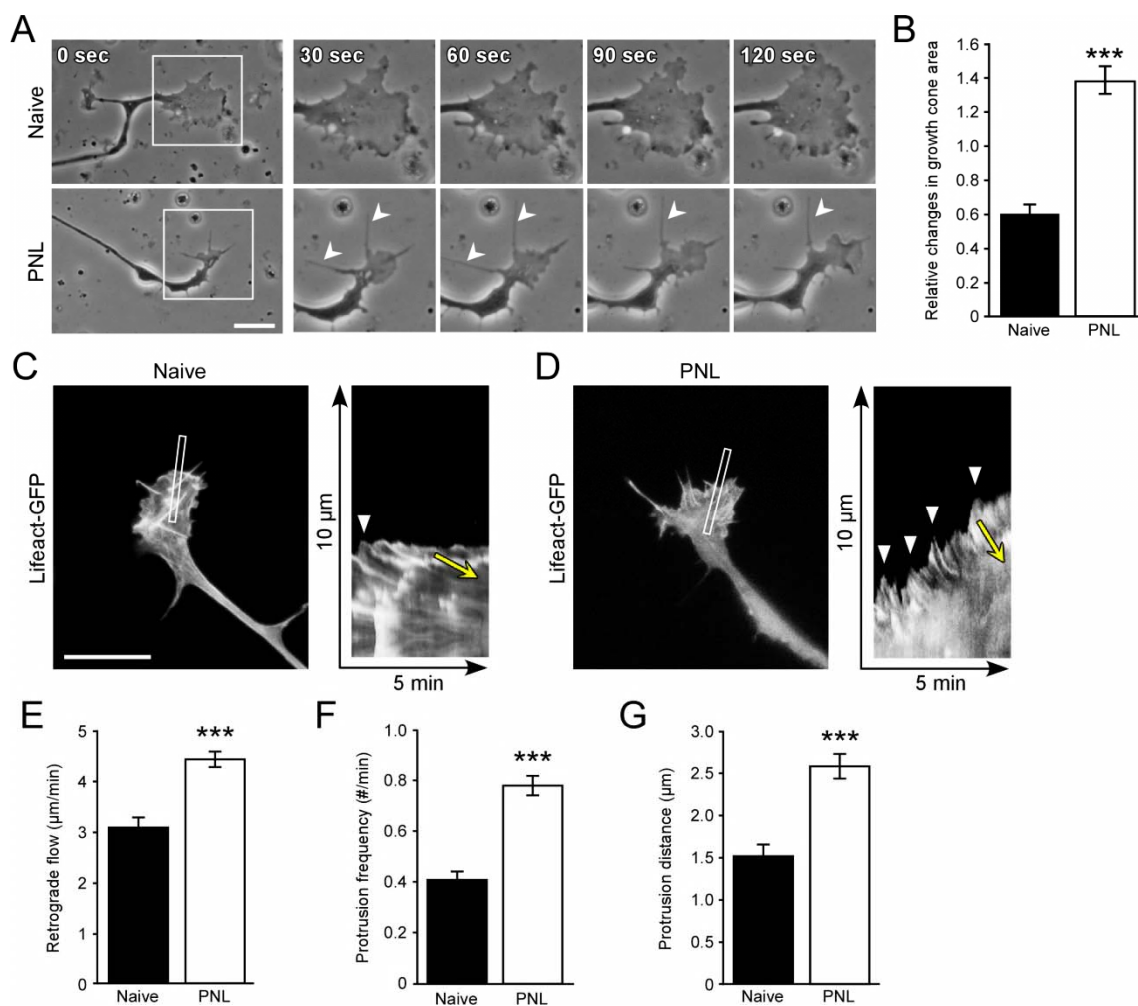 A
0 sec
30 sec
60 sec
90 sec
120 sec
Naive
PNL
B
Relative changes in growth cone area
1.6
1.4
1.2
1.0
0.8
0.6
0.4
0.2
0
***
Naive
PNL
C
Naive
Lifeact-GFP
10 µm
5 min
D
PNL
Lifeact-GFP
10 µm
5 min
E
Retrograde flow (µm/min)
5
4
3
2
1
0
***
Naive
PNL
F
Protrusion frequency (#/min)
1.0
0.8
0.6
0.4
0.2
0
***
Naive
PNL
G
Protrusion distance (µm)
3.0
2.5
2.0
1.5
1.0
0.5
0
***
Naive
PNL